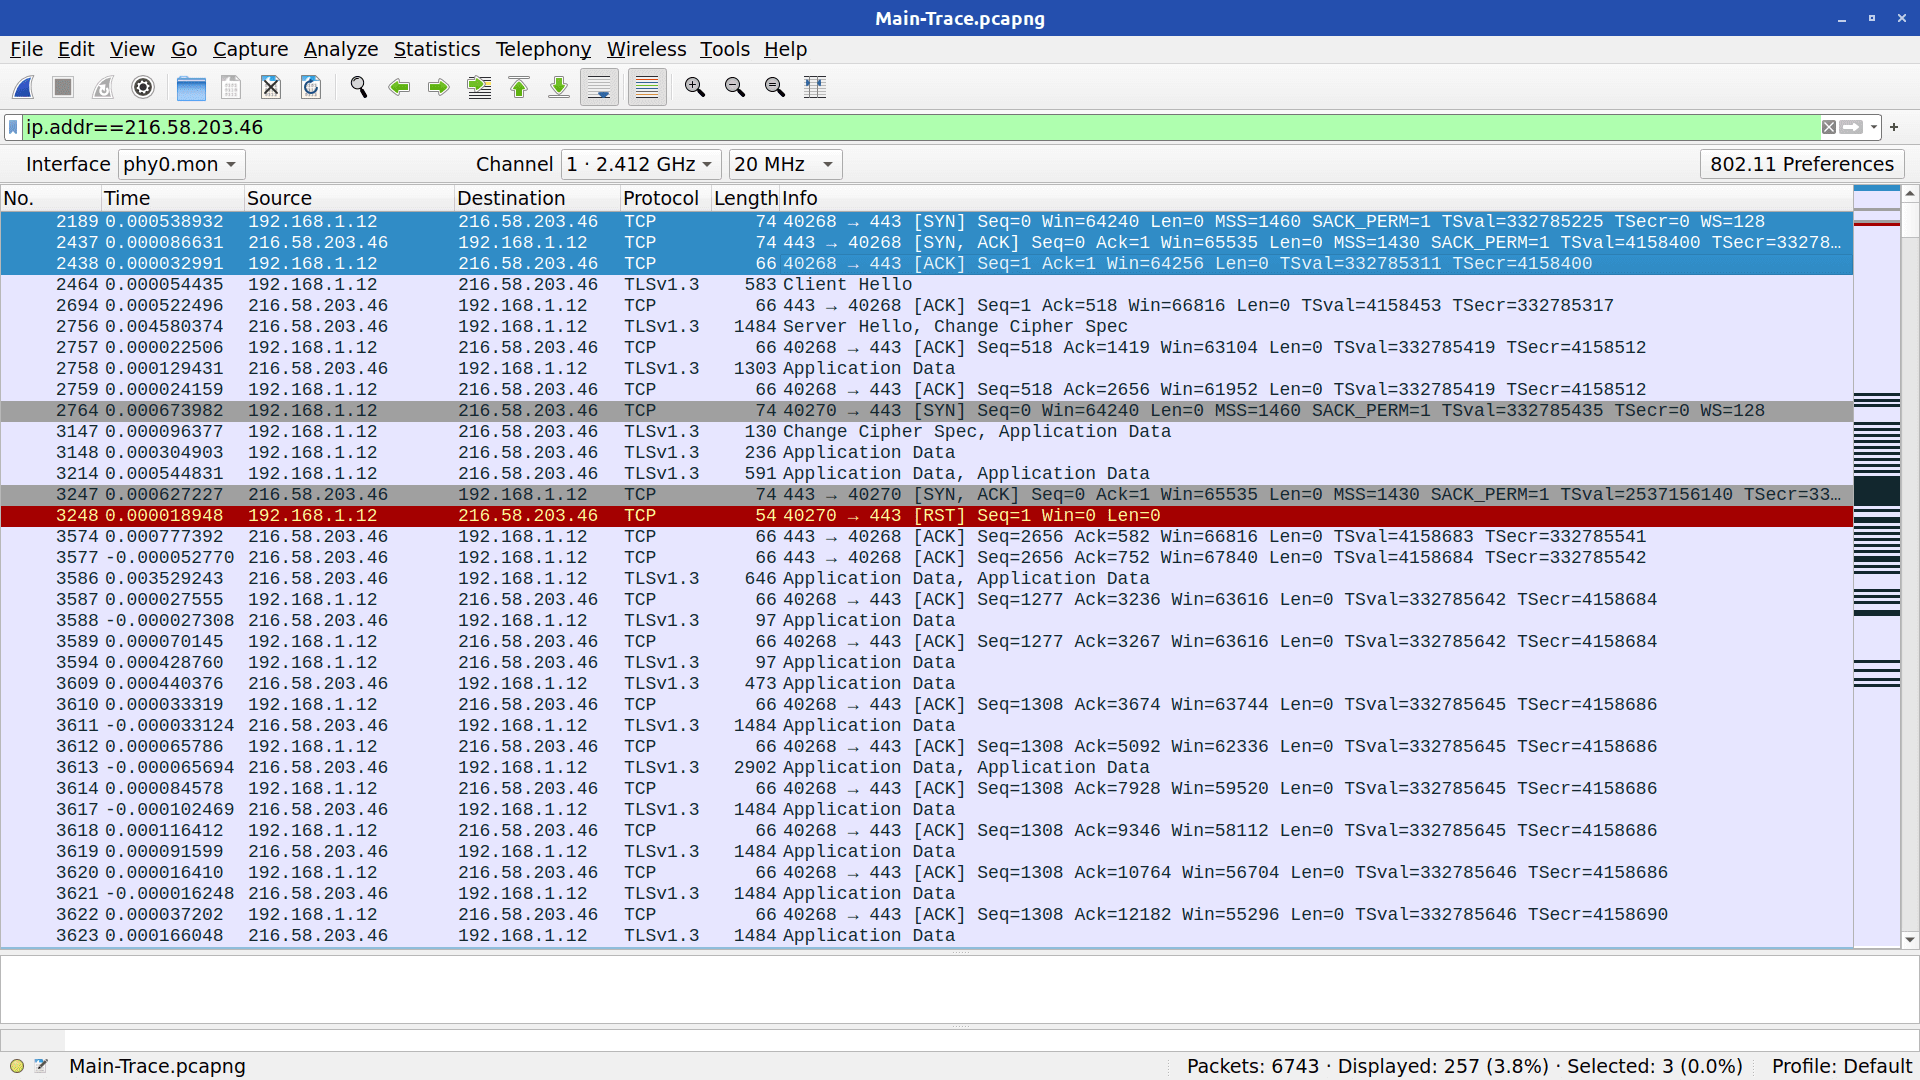 Main-Trace.pcapng
File Edit View Go Capture Analyze Statistics Telephony Wireless Tools Help
ip.addr==216.58.203.46
Interface phy0.mon Channel 1 · 2.412 GHz 20 MHz 802.11 Preferences
No. Time Source Destination Protocol Length Info
2189 0.000538932 192.168.1.12 216.58.203.46 TCP 74 40268 → 443 [SYN] Seq=0 Win=64240 Len=0 MSS=1460 SACK_PERM=1 TSval=332785225 TSecr=0 WS=128
2437 0.000086631 216.58.203.46 192.168.1.12 TCP 74 443 → 40268 [SYN, ACK] Seq=0 Ack=1 Win=65535 Len=0 MSS=1430 SACK_PERM=1 TSval=4158400 TSecr=33278…
2438 0.000032991 192.168.1.12 216.58.203.46 TCP 66 40268 → 443 [ACK] Seq=1 Ack=1 Win=64256 Len=0 TSval=332785311 TSecr=4158400
2464 0.000054435 192.168.1.12 216.58.203.46 TLSv1.3 583 Client Hello
2694 0.000522496 216.58.203.46 192.168.1.12 TCP 66 443 → 40268 [ACK] Seq=1 Ack=518 Win=66816 Len=0 TSval=4158453 TSecr=332785317
2756 0.004580374 216.58.203.46 192.168.1.12 TLSv1.3 1484 Server Hello, Change Cipher Spec
2757 0.000022506 192.168.1.12 216.58.203.46 TCP 66 40268 → 443 [ACK] Seq=518 Ack=1419 Win=63104 Len=0 TSval=332785419 TSecr=4158512
2758 0.000129431 216.58.203.46 192.168.1.12 TLSv1.3 1303 Application Data
2759 0.000024159 192.168.1.12 216.58.203.46 TCP 66 40268 → 443 [ACK] Seq=518 Ack=2656 Win=61952 Len=0 TSval=332785419 TSecr=4158512
2764 0.000673982 192.168.1.12 216.58.203.46 TCP 74 40270 → 443 [SYN] Seq=0 Win=64240 Len=0 MSS=1460 SACK_PERM=1 TSval=332785435 TSecr=0 WS=128
3147 0.000096377 192.168.1.12 216.58.203.46 TLSv1.3 130 Change Cipher Spec, Application Data
3148 0.000304903 192.168.1.12 216.58.203.46 TLSv1.3 236 Application Data
3214 0.000544831 192.168.1.12 216.58.203.46 TLSv1.3 591 Application Data, Application Data
3247 0.000627227 216.58.203.46 192.168.1.12 TCP 74 443 → 40270 [SYN, ACK] Seq=0 Ack=1 Win=65535 Len=0 MSS=1430 SACK_PERM=1 TSval=2537156140 TSecr=33…
3248 0.000018948 192.168.1.12 216.58.203.46 TCP 54 40270 → 443 [RST] Seq=1 Win=0 Len=0
3574 0.000777392 216.58.203.46 192.168.1.12 TCP 66 443 → 40268 [ACK] Seq=2656 Ack=582 Win=66816 Len=0 TSval=4158683 TSecr=332785541
3577 -0.000052770 216.58.203.46 192.168.1.12 TCP 66 443 → 40268 [ACK] Seq=2656 Ack=752 Win=67840 Len=0 TSval=4158684 TSecr=332785542
3586 0.003529243 216.58.203.46 192.168.1.12 TLSv1.3 646 Application Data, Application Data
3587 0.000027555 192.168.1.12 216.58.203.46 TCP 66 40268 → 443 [ACK] Seq=1277 Ack=3236 Win=63616 Len=0 TSval=332785642 TSecr=4158684
3588 -0.000027308 216.58.203.46 192.168.1.12 TLSv1.3 97 Application Data
3589 0.000070145 192.168.1.12 216.58.203.46 TCP 66 40268 → 443 [ACK] Seq=1277 Ack=3267 Win=63616 Len=0 TSval=332785642 TSecr=4158684
3594 0.000428760 192.168.1.12 216.58.203.46 TLSv1.3 97 Application Data
3609 0.000440376 216.58.203.46 192.168.1.12 TLSv1.3 473 Application Data
3610 0.000033319 192.168.1.12 216.58.203.46 TCP 66 40268 → 443 [ACK] Seq=1308 Ack=3674 Win=63744 Len=0 TSval=332785645 TSecr=4158686
3611 -0.000033124 216.58.203.46 192.168.1.12 TLSv1.3 1484 Application Data
3612 0.000065786 192.168.1.12 216.58.203.46 TCP 66 40268 → 443 [ACK] Seq=1308 Ack=5092 Win=62336 Len=0 TSval=332785645 TSecr=4158686
3613 -0.000065694 216.58.203.46 192.168.1.12 TLSv1.3 2902 Application Data, Application Data
3614 0.000084578 192.168.1.12 216.58.203.46 TCP 66 40268 → 443 [ACK] Seq=1308 Ack=7928 Win=59520 Len=0 TSval=332785645 TSecr=4158686
3617 -0.000102469 216.58.203.46 192.168.1.12 TLSv1.3 1484 Application Data
3618 0.000116412 192.168.1.12 216.58.203.46 TCP 66 40268 → 443 [ACK] Seq=1308 Ack=9346 Win=58112 Len=0 TSval=332785645 TSecr=4158686
3619 0.000091599 216.58.203.46 192.168.1.12 TLSv1.3 1484 Application Data
3620 0.000016410 192.168.1.12 216.58.203.46 TCP 66 40268 → 443 [ACK] Seq=1308 Ack=10764 Win=56704 Len=0 TSval=332785646 TSecr=4158686
3621 -0.000016248 216.58.203.46 192.168.1.12 TLSv1.3 1484 Application Data
3622 0.000037202 192.168.1.12 216.58.203.46 TCP 66 40268 → 443 [ACK] Seq=1308 Ack=12182 Win=55296 Len=0 TSval=332785646 TSecr=4158690
3623 0.000166048 216.58.203.46 192.168.1.12 TLSv1.3 1484 Application Data
Main-Trace.pcapng Packets: 6743 · Displayed: 257 (3.8%) · Selected: 3 (0.0%) Profile: Default